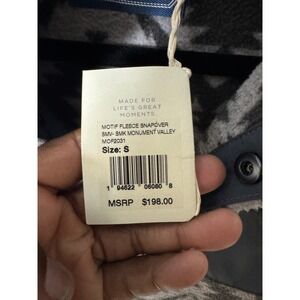 MADE FOR
LIFE'S GREAT
MOMENTS
MOTIF FLEECE SNAPOVER
SMV- SMK MONUMENT VALLEY
MOF2031
Size: S
1 94622 06080 8
MSRP $198.00